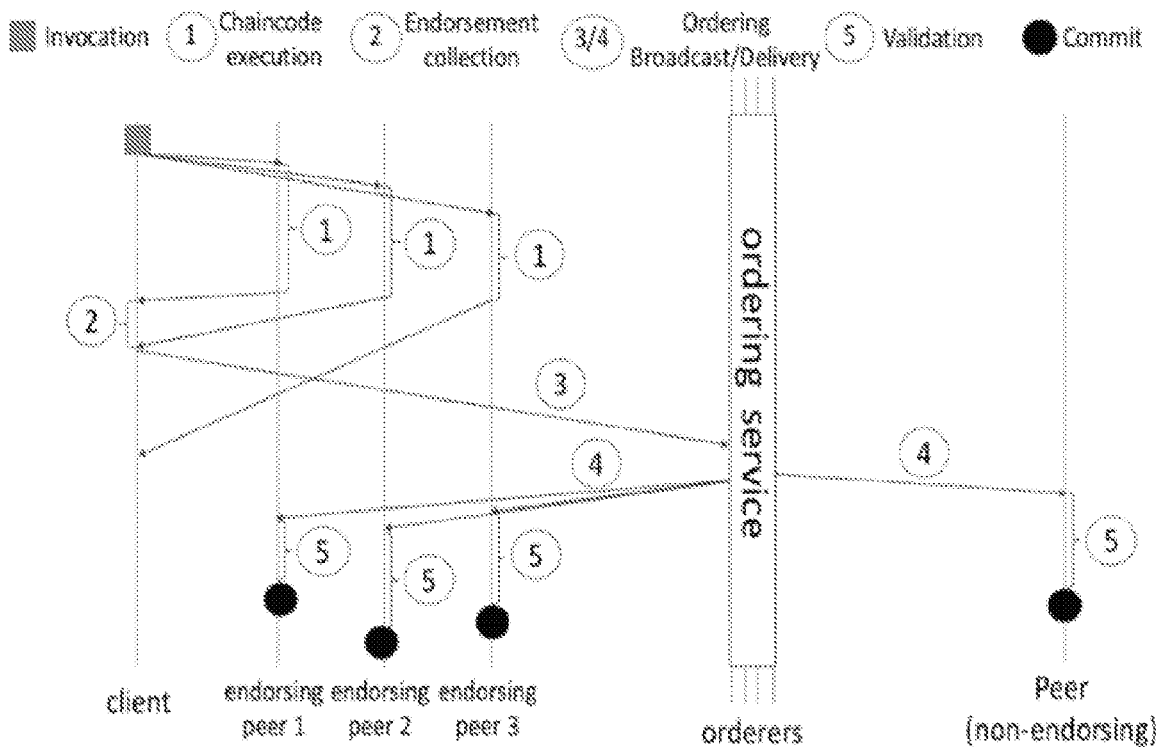 Invocation
1
Chaincode
execution
2
Endorsement
collection
3/4
Ordering
Broadcast/Delivery
5
Validation
Commit
1
1
1
2
3
4
4
5
5
5
5
ordering service
client
endorsing
peer 1
endorsing
peer 2
endorsing
peer 3
orderers
Peer
(non-endorsing)